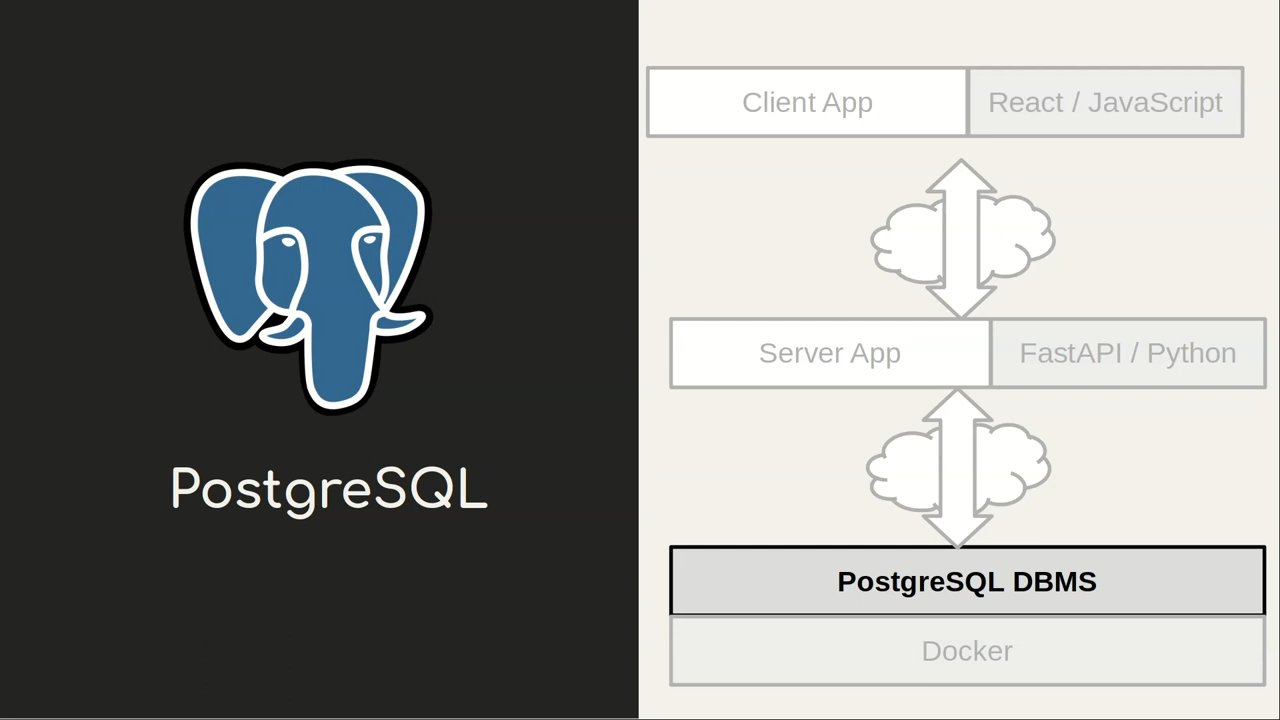 PostgreSQL
Client App
React / JavaScript
Server App
FastAPI / Python
PostgreSQL DBMS
Docker